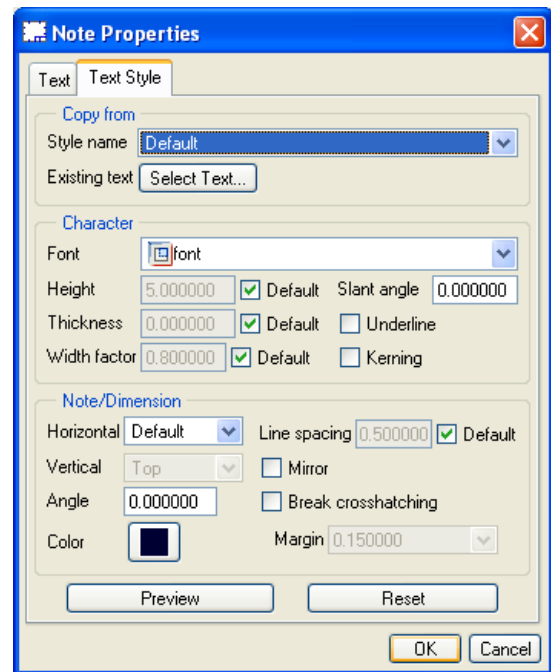 Note Properties
Text Text Style
Copy from
Style name Default
Existing text Select Text...
Character
Font font
Height 5.000000 Default Slant angle 0.000000
Thickness 0.000000 Default Underline
Width factor 0.800000 Default Kerning
Note/Dimension
Horizontal Default Line spacing 0.500000 Default
Vertical Top Mirror
Angle 0.000000 Break crosshatching
Color Margin 0.150000
Preview Reset
OK Cancel